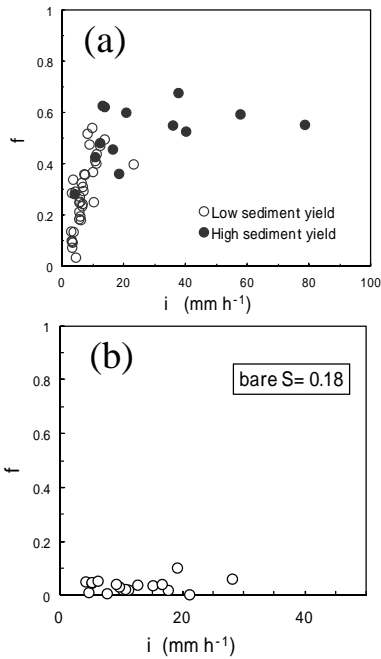 (a)
1
0.8
0.6
0.4
0.2
0
f
Low sediment yield
High sediment yield
0 20 40 60 80 100
i (mm h-1)
(b)
bare S= 0.18
1
0.8
0.6
0.4
0.2
0
f
0 20 40
i (mm h-1)